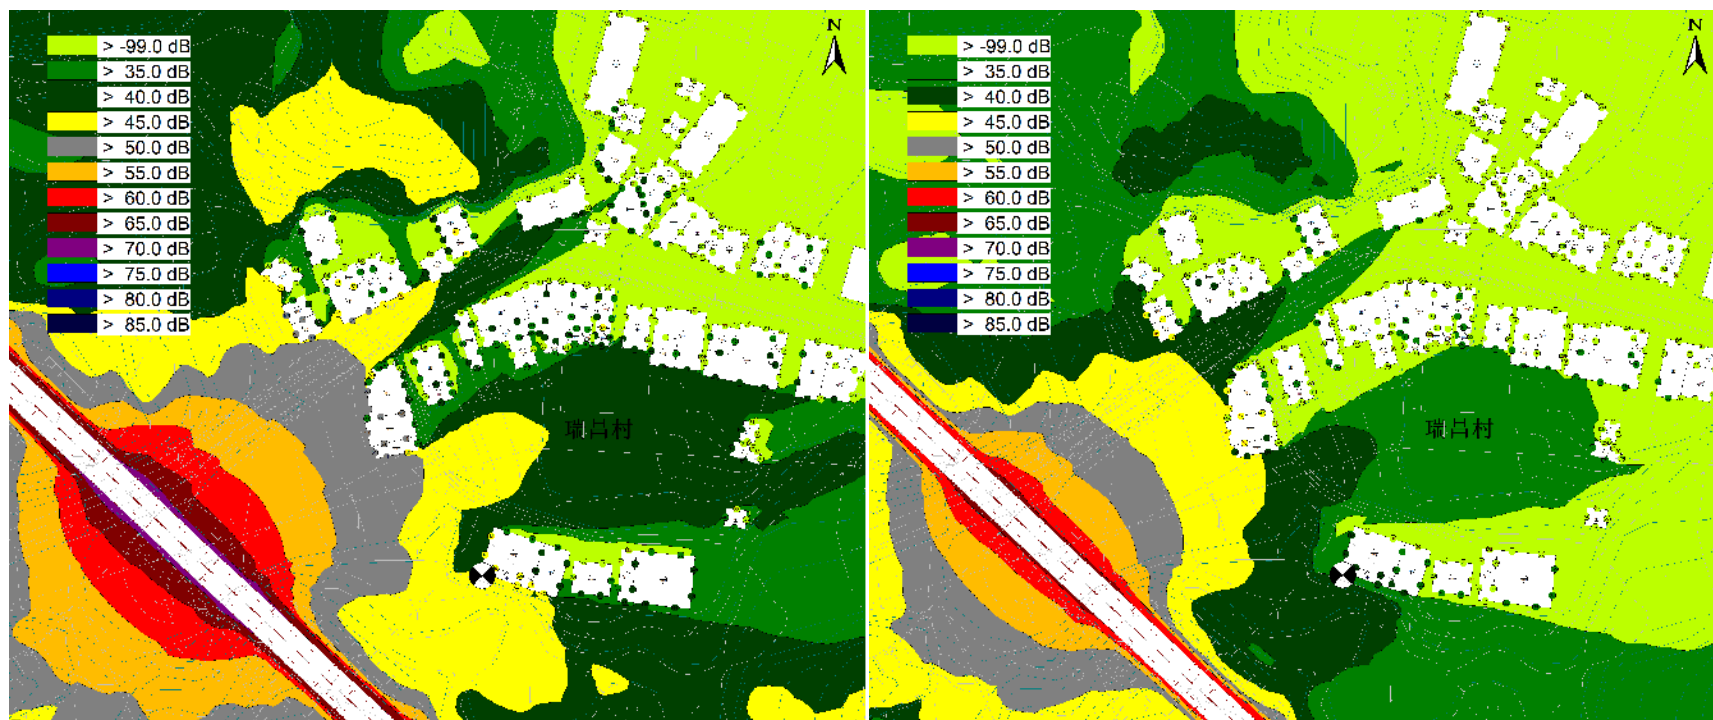 N
> -99.0 dB
> 35.0 dB
> 40.0 dB
> 45.0 dB
> 50.0 dB
> 55.0 dB
> 60.0 dB
> 65.0 dB
> 70.0 dB
> 75.0 dB
> 80.0 dB
> 85.0 dB
瑞吕村
N
> -99.0 dB
> 35.0 dB
> 40.0 dB
> 45.0 dB
> 50.0 dB
> 55.0 dB
> 60.0 dB
> 65.0 dB
> 70.0 dB
> 75.0 dB
> 80.0 dB
> 85.0 dB
瑞吕村